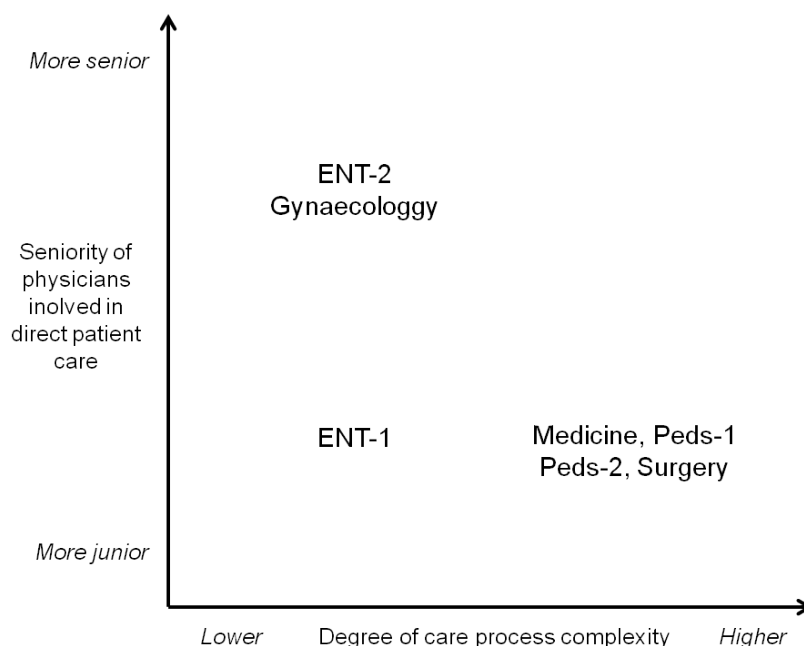 More senior
ENT-2
Gynaecologgy
Seniority of
physicians
inolved in
direct patient
care
ENT-1
Medicine, Peds-1
Peds-2, Surgery
More junior
Lower
Degree of care process complexity
Higher